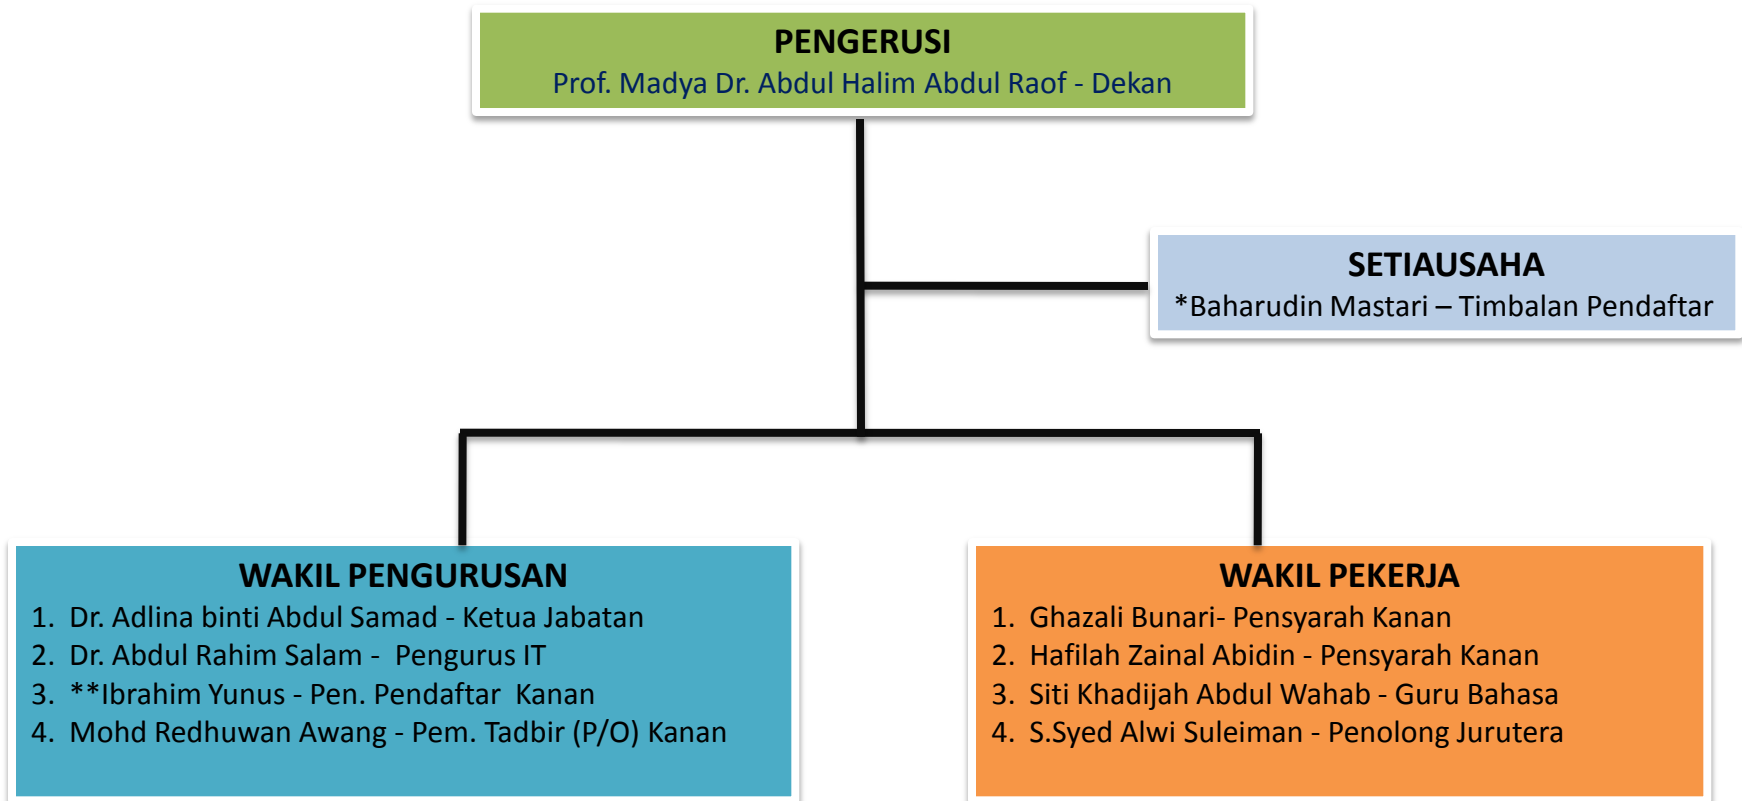 PENGERUSI
Prof. Madya Dr. Abdul Halim Abdul Raof - Dekan
SETIAUSAHA
*Baharudin Mastari – Timbalan Pendaftar
WAKIL PENGURUSAN
1. Dr. Adlina binti Abdul Samad - Ketua Jabatan
2. Dr. Abdul Rahim Salam - Pengurus IT
3. **Ibrahim Yunus - Pen. Pendaftar Kanan
4. Mohd Redhuwan Awang - Pem. Tadbir (P/O) Kanan
WAKIL PEKERJA
1. Ghazali Bunari- Pensyarah Kanan
2. Hafilah Zainal Abidin - Pensyarah Kanan
3. Siti Khadijah Abdul Wahab - Guru Bahasa
4. S.Syed Alwi Suleiman - Penolong Jurutera